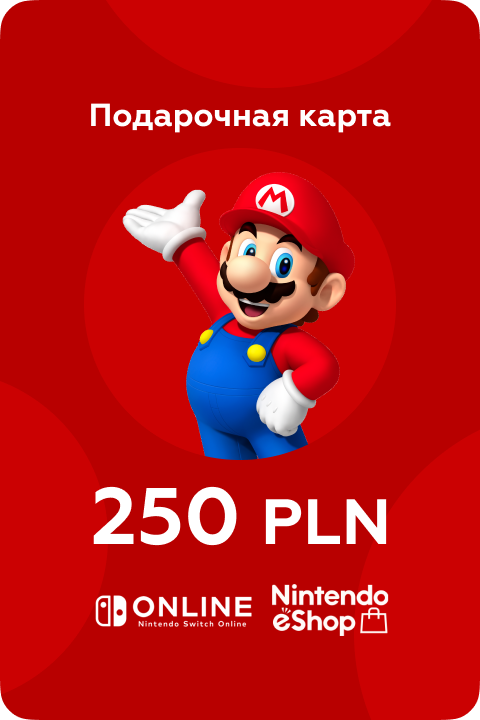 Подарочная карта
M
250 PLN
ONLINE
Nintendo Switch Online
Nintendo
eShop